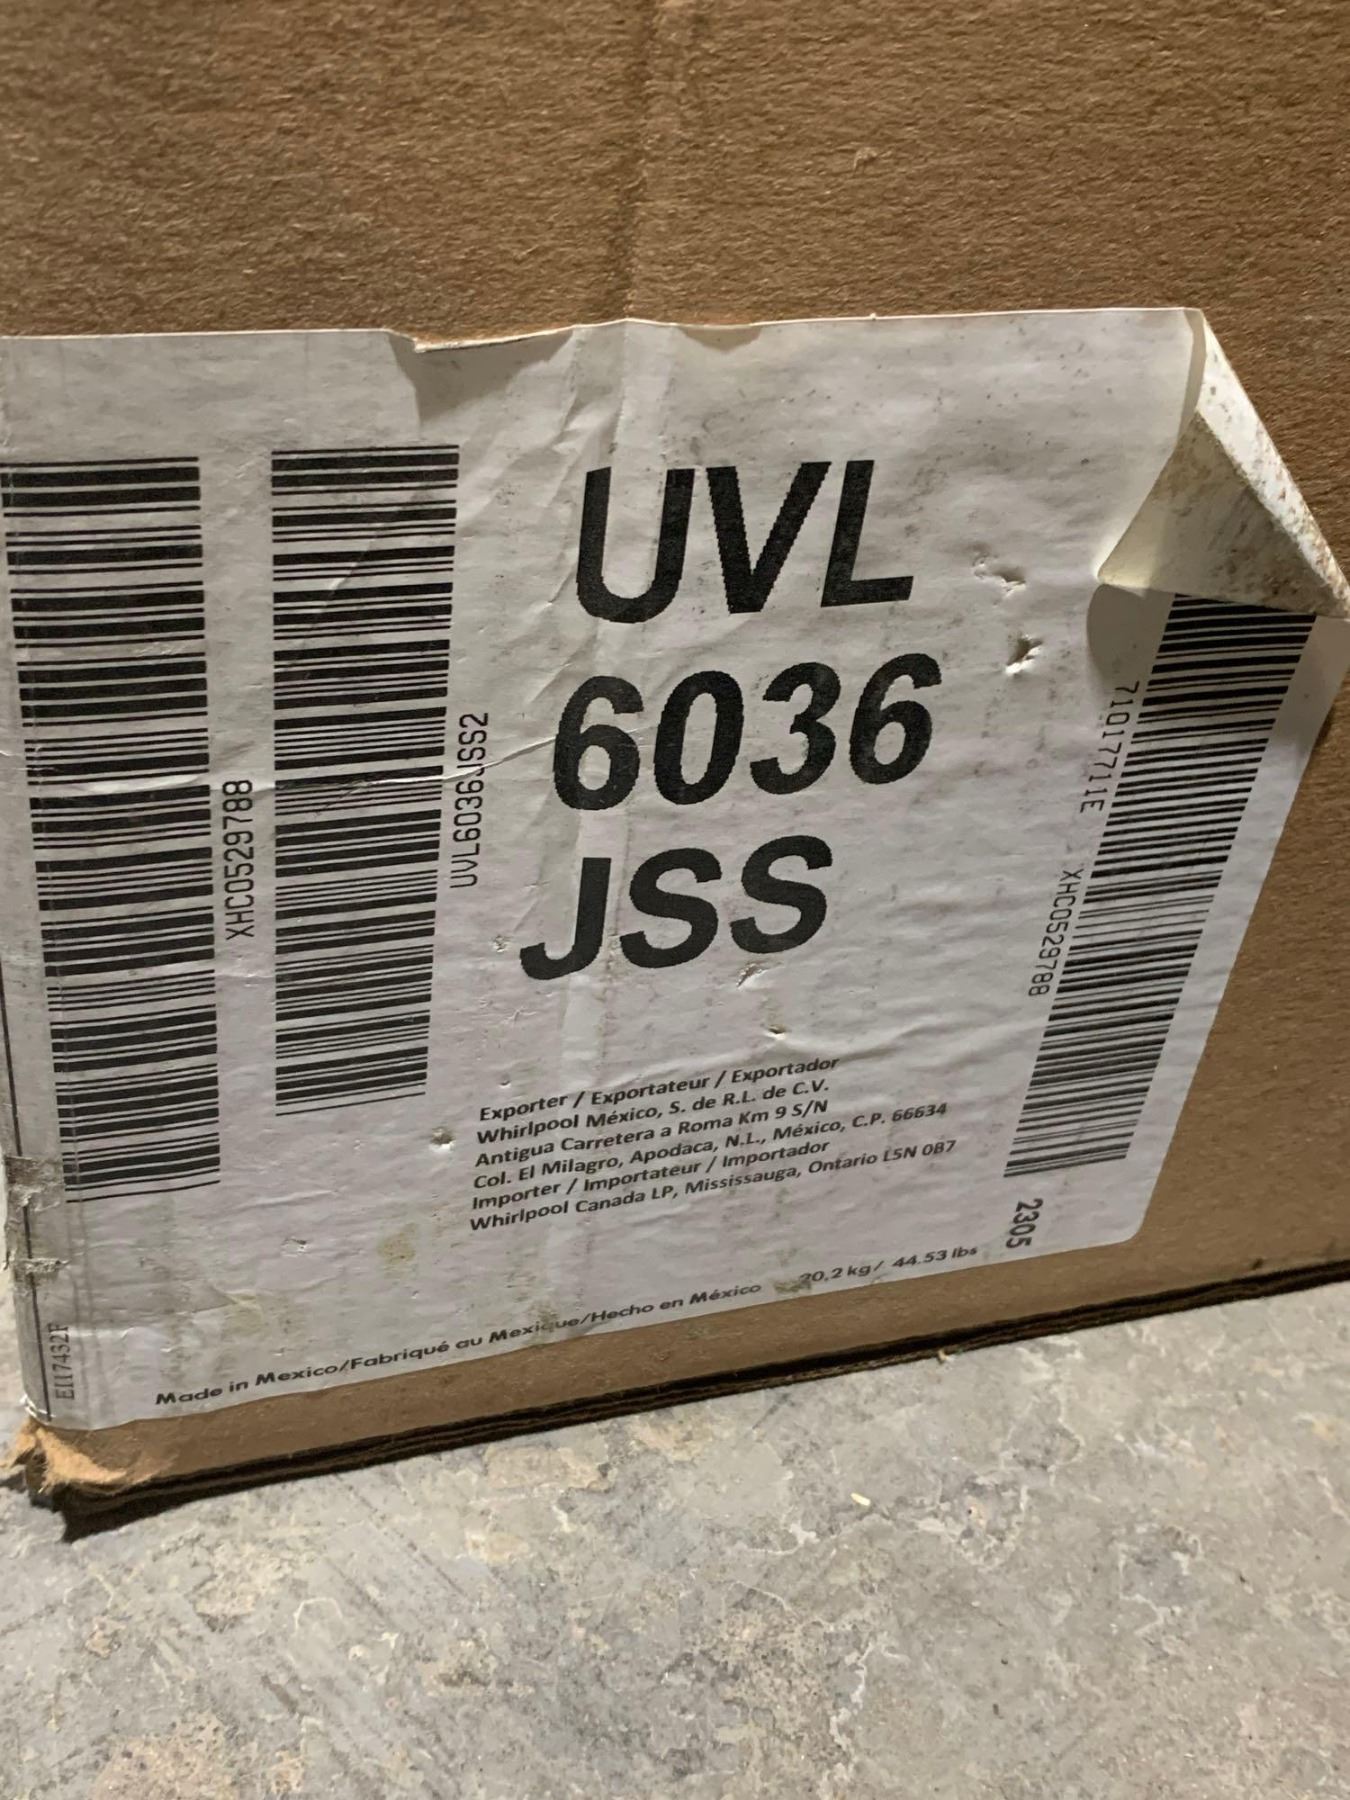 XHC0529788
UVL6036JSS2
UVL
6036
JSS
71017711E XHC0529788
2305
Exporter / Exportateur / Exportador
Whirlpool México, S. de R.L. de C.V.
Antigua Carretera a Roma Km 9 S/N
Col. El Milagro, Apodaca, N.L., México, C.P. 66634
Importer / Importateur / Importador
Whirlpool Canada LP, Mississauga, Ontario L5N 0B7
Made in Mexico/Fabriqué au Mexique/Hecho en México 20,2 kg/ 44.53 lbs
E117432F